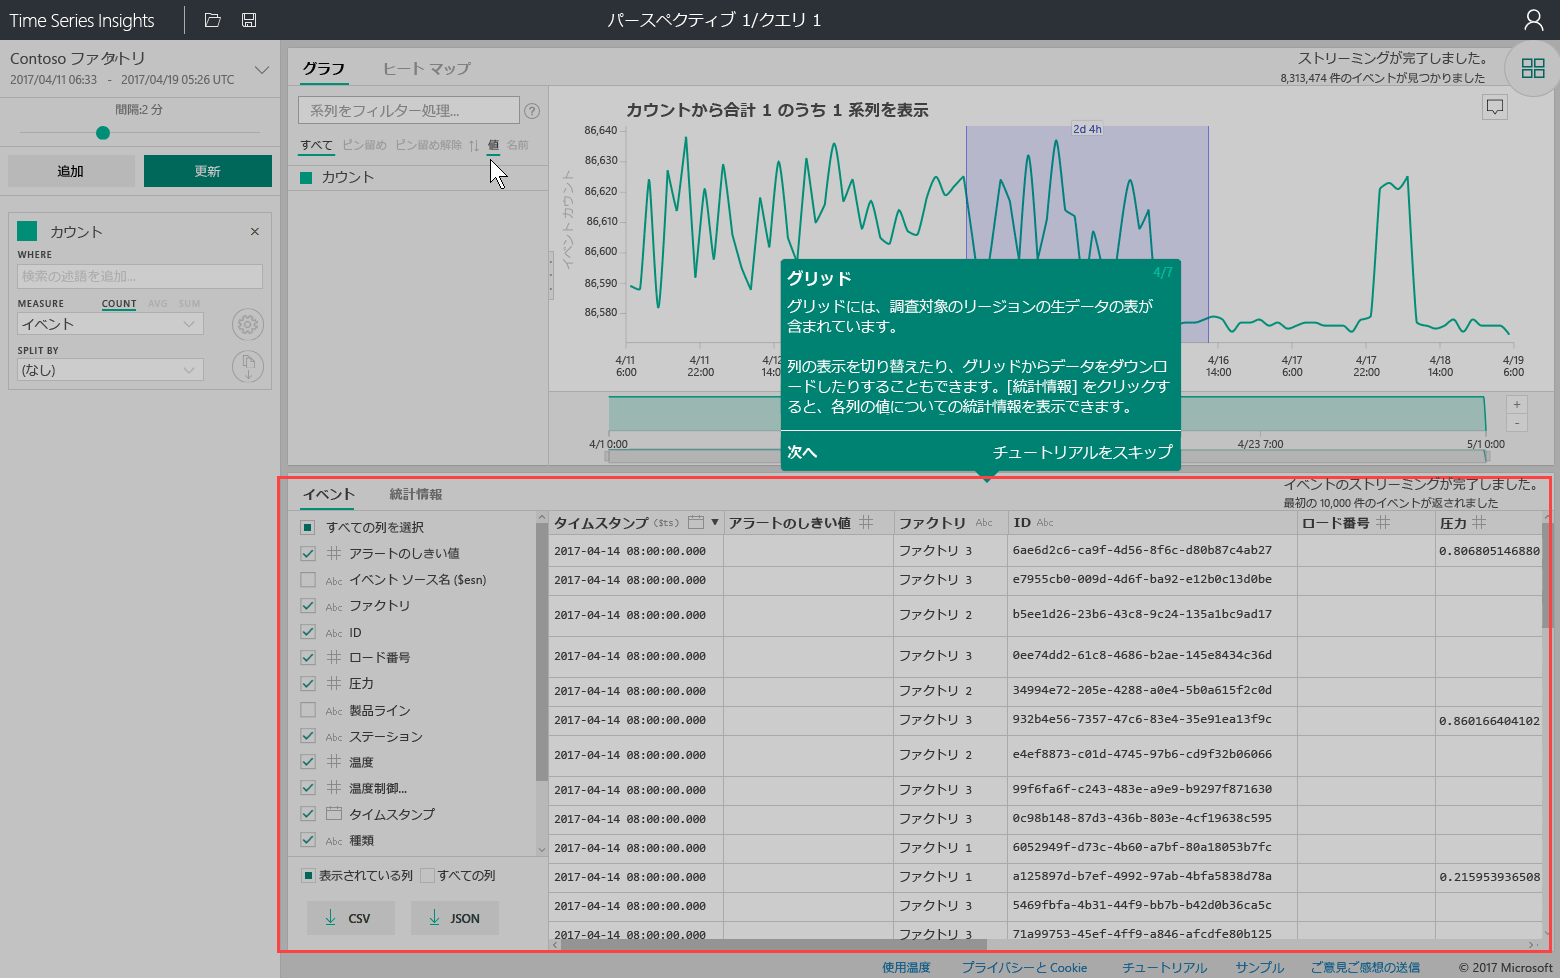 Time Series Insights
パースペクティブ 1/クエリ 1
Contoso ファクトリ
2017/04/11 06:33 - 2017/04/19 05:26 UTC
間隔:2 分
追加
更新
カウント
WHERE
検索の述語を追加...
MEASURE COUNT AVG SUM
イベント
SPLIT BY
(なし)
グラフ
ヒート マップ
ストリーミングが完了しました。
8,313,474 件のイベントが見つかりました
系列をフィルター処理...
すべて ピン留め ピン留め解除 値 名前
カウント
カウントから合計 1 のうち 1 系列を表示
2d 4h
イベント カウント
86,640
86,630
86,620
86,610
86,600
86,590
86,580
4/11 6:00
4/11 22:00
4/12
4/16 14:00
4/17 6:00
4/17 22:00
4/18 14:00
4/19 6:00
4/1 0:00
4/23 7:00
5/1 0:00
+
-
グリッド
4/7
グリッドには、調査対象のリージョンの生データの表が
含まれています。
列の表示を切り替えたり、グリッドからデータをダウンロ
ードしたりすることもできます。[統計情報] をクリックす
ると、各列の値についての統計情報を表示できます。
次へ
チュートリアルをスキップ
イベント
統計情報
イベントのストリーミングが完了しました。
最初の 10,000 件のイベントが返されました
すべての列を選択
アラートのしきい値
Abc イベント ソース名 ($esn)
Abc ファクトリ
Abc ID
ロード番号
圧力
Abc 製品ライン
Abc ステーション
温度
温度制御...
タイムスタンプ
Abc 種類
表示されている列 すべての列
CSV
JSON
タイムスタンプ ($ts) アラートのしきい値 ファクトリ Abc ID Abc ロード番号 圧力
2017-04-14 08:00:00.000 ファクトリ 3 6ae6d2c6-ca9f-4d56-8f6c-d80b87c4ab27 0.806805146880
2017-04-14 08:00:00.000 ファクトリ 3 e7955cb0-009d-4d6f-ba92-e12b0c13d0be
2017-04-14 08:00:00.000 ファクトリ 2 b5ee1d26-23b6-43c8-9c24-135a1bc9ad17
2017-04-14 08:00:00.000 ファクトリ 3 0ee74dd2-61c8-4686-b2ae-145e8434c36d
2017-04-14 08:00:00.000 ファクトリ 2 34994e72-205e-4288-a0e4-5b0a615f2c0d
2017-04-14 08:00:00.000 ファクトリ 3 932b4e56-7357-47c6-83e4-35e91ea13f9c 0.860166404102
2017-04-14 08:00:00.000 ファクトリ 2 e4ef8873-c01d-4745-97b6-cd9f32b06066
2017-04-14 08:00:00.000 ファクトリ 3 99f6fa6f-c243-483e-a9e9-b9297f871630
2017-04-14 08:00:00.000 ファクトリ 3 0c98b148-87d3-436b-803e-4cf19638c595
2017-04-14 08:00:00.000 ファクトリ 1 6052949f-d73c-4b60-a7bf-80a18053b7fc
2017-04-14 08:00:00.000 ファクトリ 1 a125897d-b7ef-4992-97ab-4bfa5838d78a 0.215953936508
2017-04-14 08:00:00.000 ファクトリ 3 5469fbfa-4b31-44f9-bb7b-b42d0b36ca5c
2017-04-14 08:00:00.000 ファクトリ 3 71a99753-45ef-4ff9-a846-afcdfe80b125
使用温度 プライバシーと Cookie チュートリアル サンプル ご意見ご感想の送信 © 2017 Microsoft